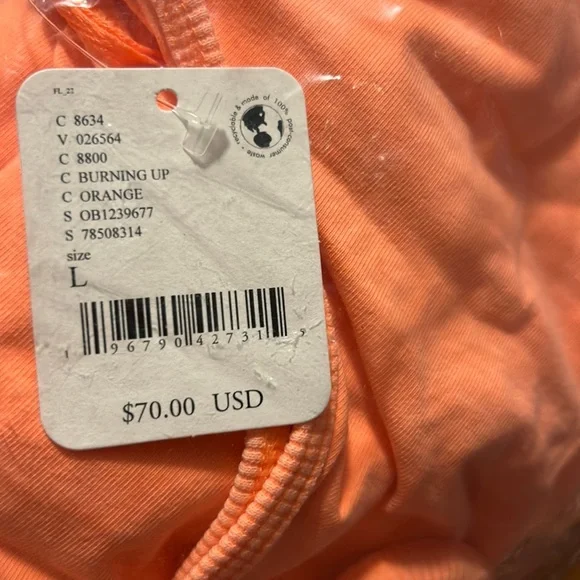 FL_22
recyclable & made of 100% post-consumer waste
C 8634
V 026564
C 8800
C BURNING UP
C ORANGE
S OB1239677
S 78508314
size
L
1 96790 42731 5
$70.00 USD